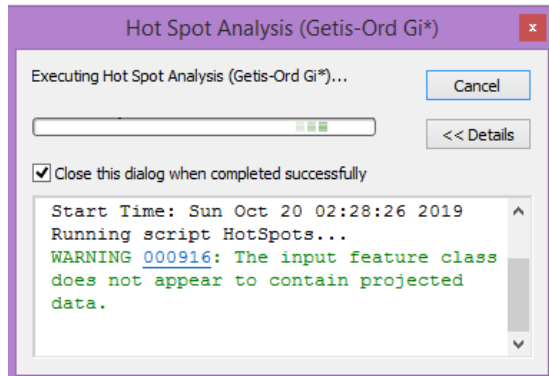 Hot Spot Analysis (Getis-Ord Gi*)
x
Executing Hot Spot Analysis (Getis-Ord Gi*)...
Cancel
<< Details
Close this dialog when completed successfully
Start Time: Sun Oct 20 02:28:26 2019
Running script HotSpots...
WARNING 000916: The input feature class
does not appear to contain projected
data.